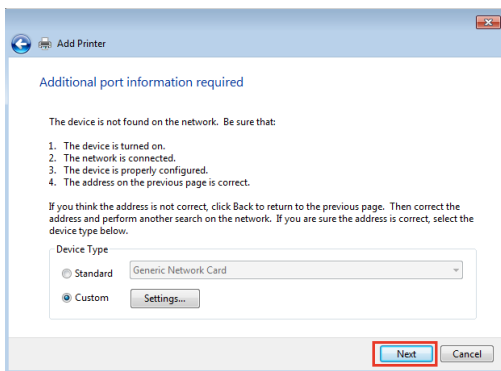 Add Printer
Additional port information required
The device is not found on the network. Be sure that:
1. The device is turned on.
2. The network is connected.
3. The device is properly configured.
4. The address on the previous page is correct.
If you think the address is not correct, click Back to return to the previous page. Then correct the
address and perform another search on the network. If you are sure the address is correct, select the
device type below.
Device Type
Standard Generic Network Card
Custom Settings...
Next Cancel